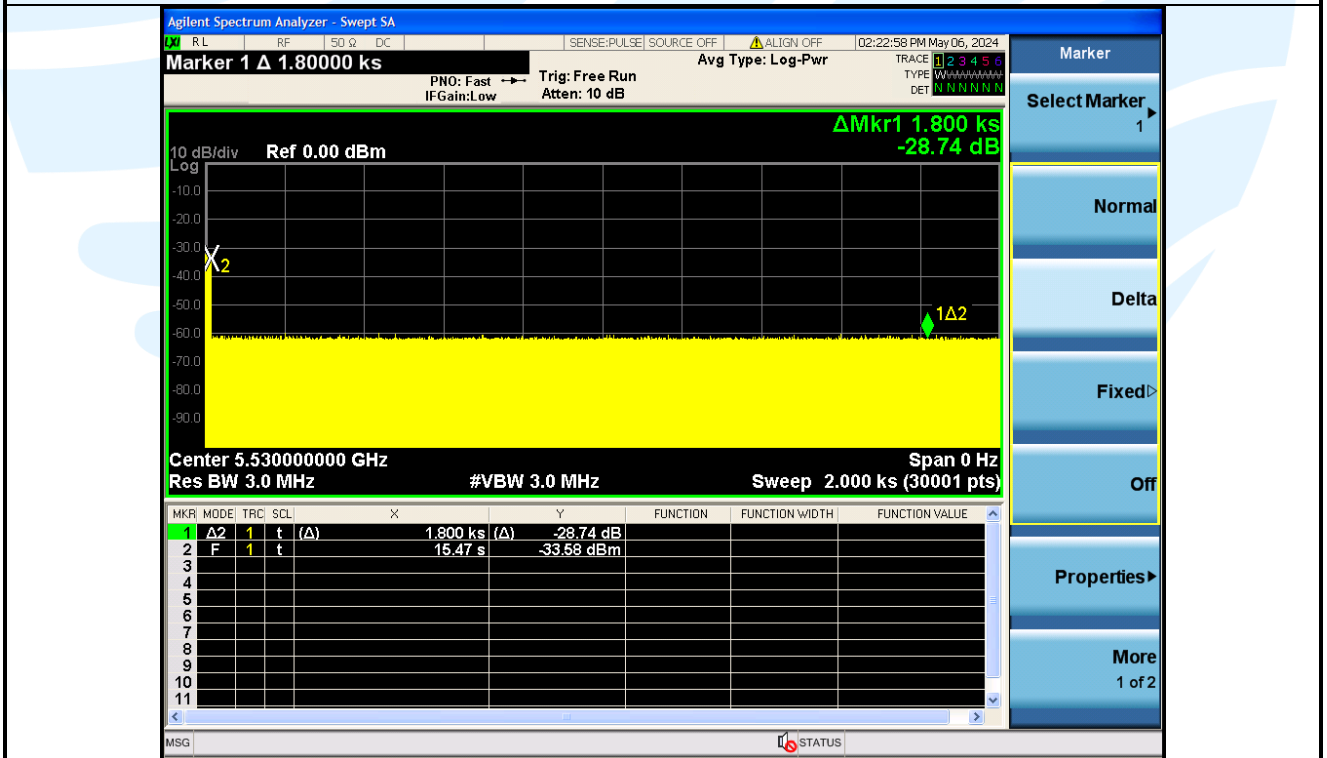 Agilent Spectrum Analyzer - Swept SA
LXI RL RF 50 Ω DC SENSE:PULSE SOURCE OFF ALIGN OFF 02:22:58 PM May 06, 2024
Marker 1 Δ 1.80000 ks
PNO: Fast
IFGain:Low
Trig: Free Run
Atten: 10 dB
Avg Type: Log-Pwr
TRACE 1 2 3 4 5 6
TYPE WWWWWW
DET N N N N N N
ΔMkr1 1.800 ks
-28.74 dB
10 dB/div Ref 0.00 dBm
Log
-10.0
-20.0
-30.0
-40.0
-50.0
-60.0
-70.0
-80.0
-90.0
X2
1Δ2
Center 5.530000000 GHz Span 0 Hz
Res BW 3.0 MHz #VBW 3.0 MHz Sweep 2.000 ks (30001 pts)
MKR MODE TRC SCL X Y FUNCTION FUNCTION WIDTH FUNCTION VALUE
1 Δ2 1 t (Δ) 1.800 ks (Δ) -28.74 dB
2 F 1 t 15.47 s -33.58 dBm
3
4
5
6
7
8
9
10
11
MSG STATUS
Marker
Select Marker
1
Normal
Delta
Fixed
Off
Properties
More
1 of 2